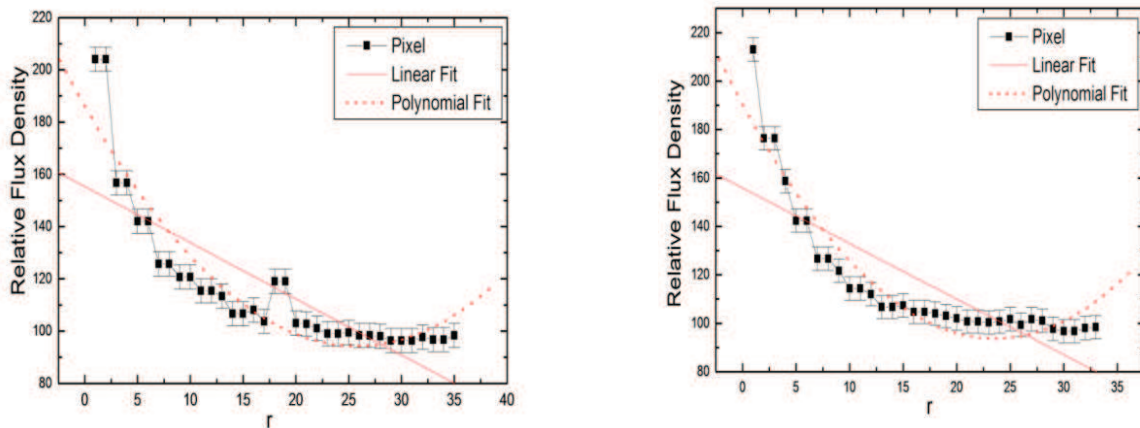 220
200
180
160
140
120
100
80
Relative Flux Density
Pixel
Linear Fit
Polynomial Fit
0 5 10 15 20 25 30 35 40
r
220
200
180
160
140
120
100
80
Relative Flux Density
Pixel
Linear Fit
Polynomial Fit
0 5 10 15 20 25 30 35
r